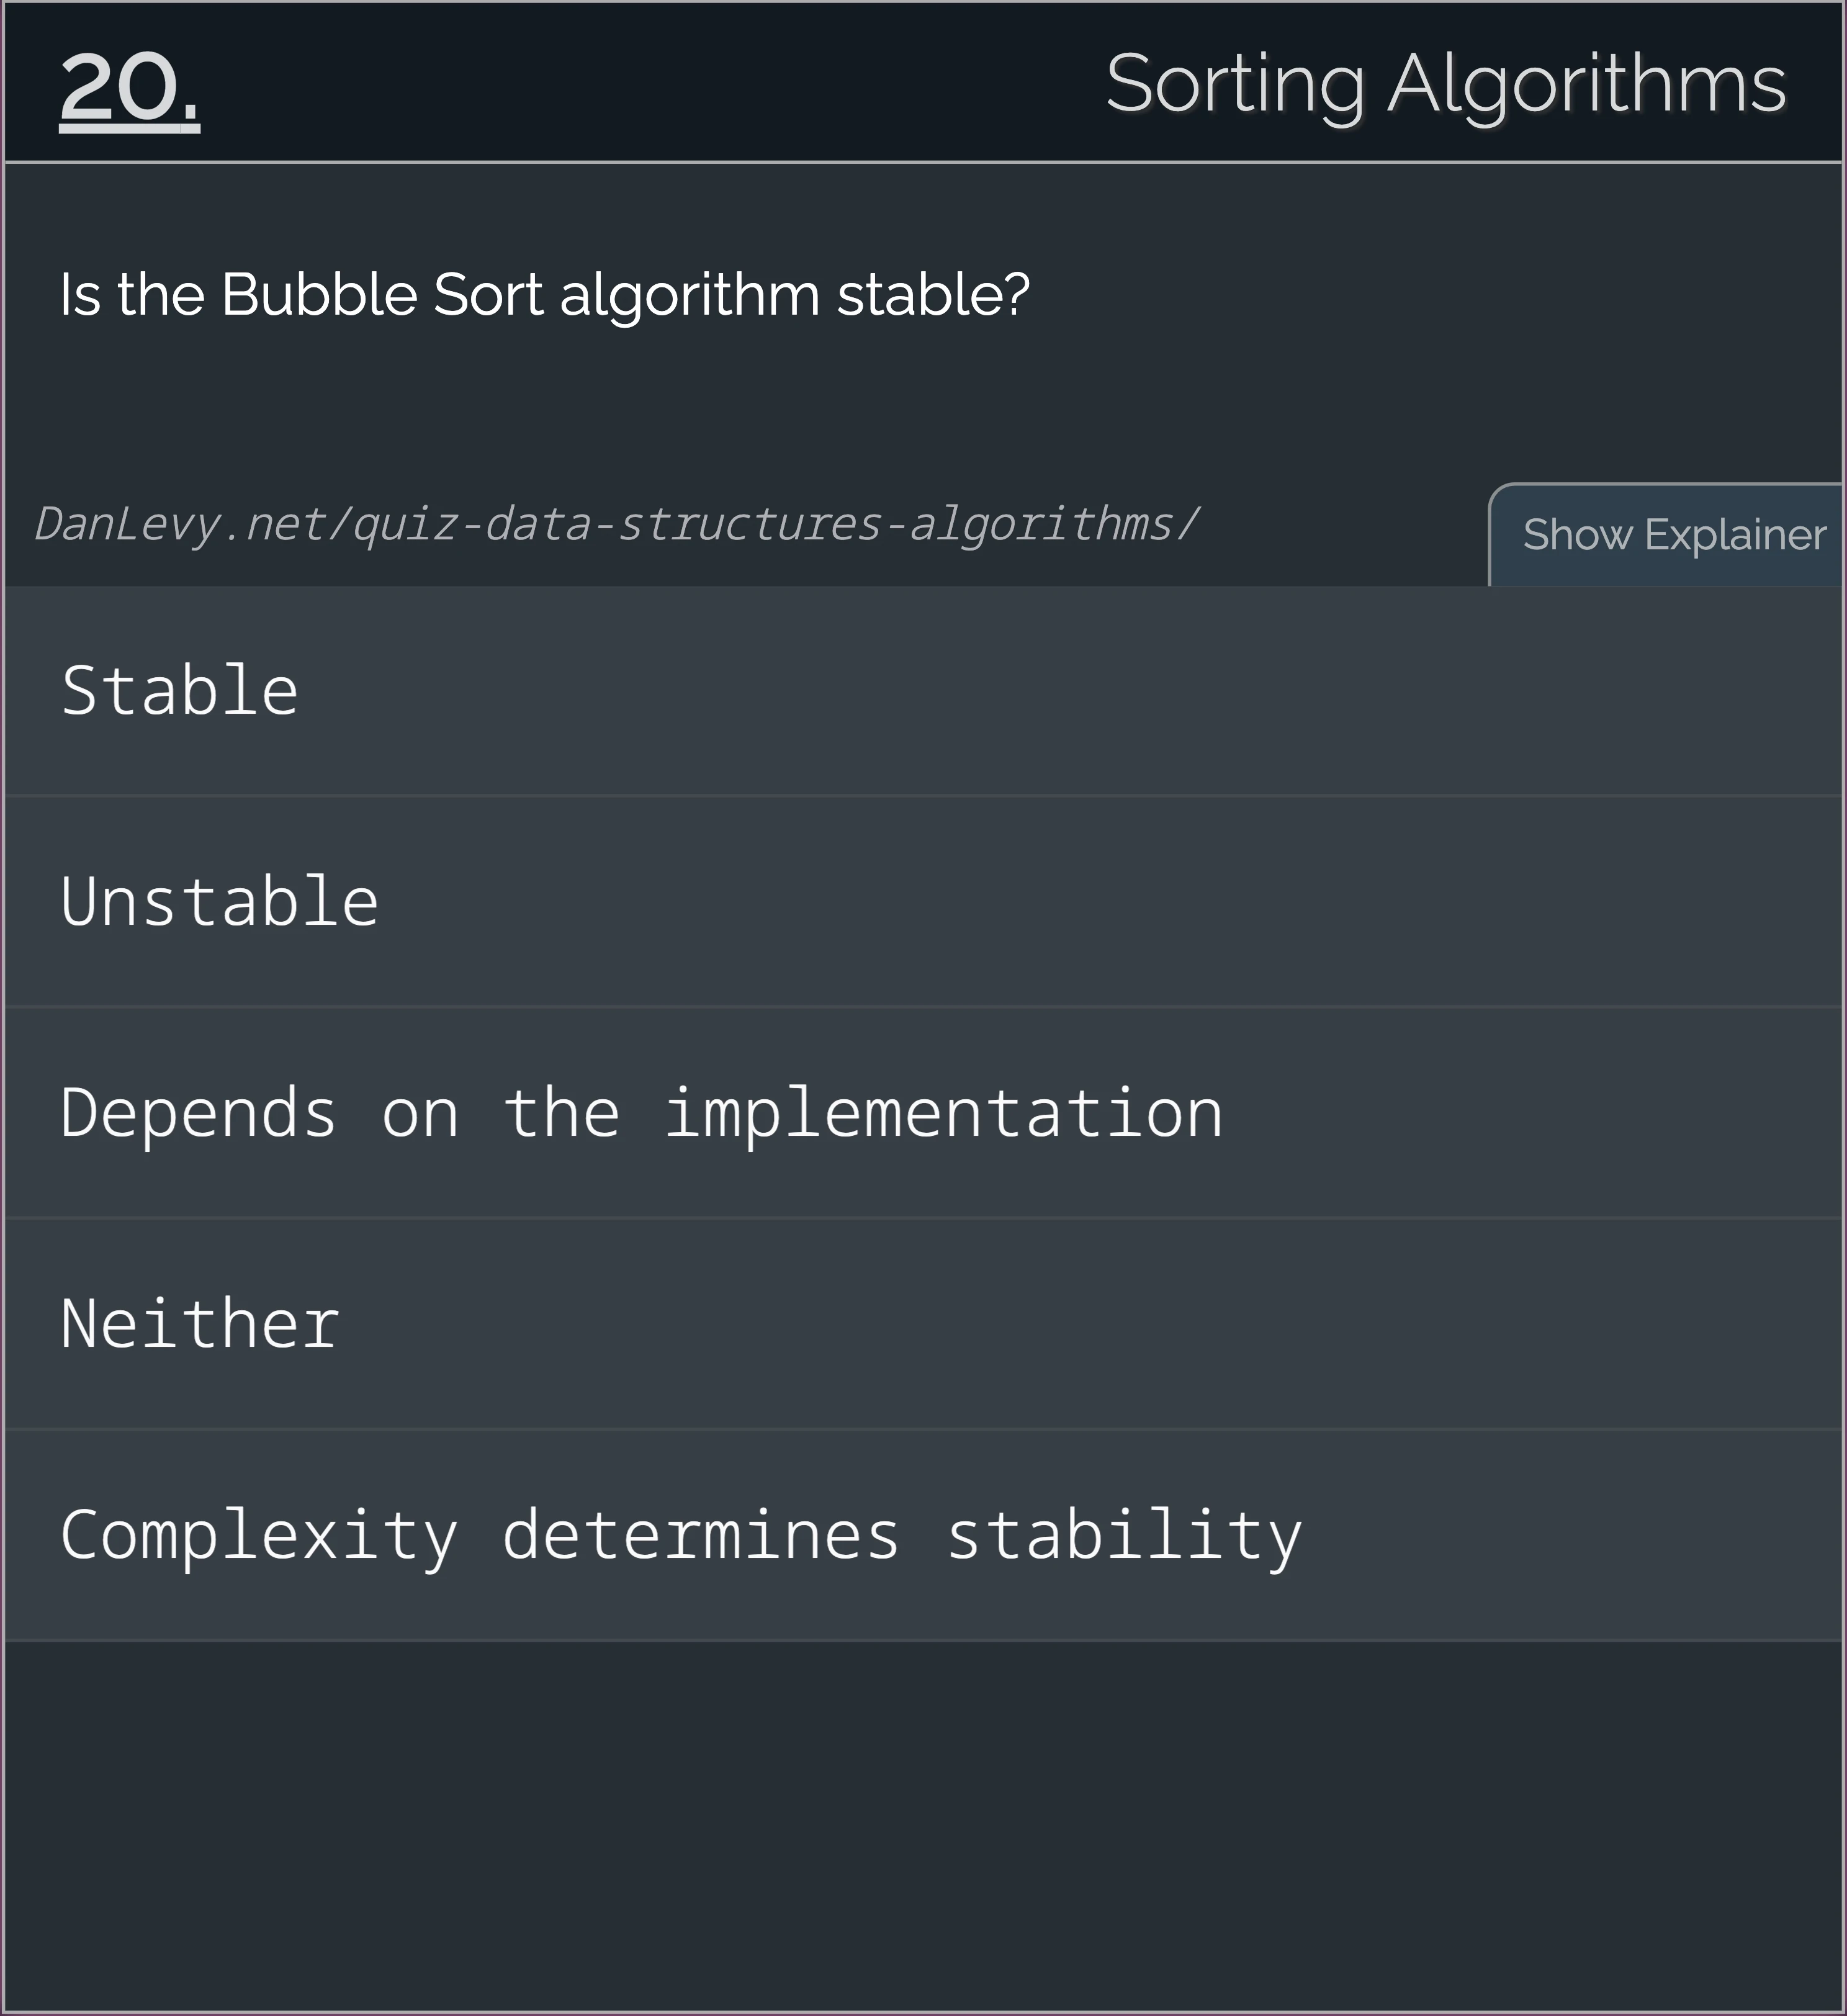 20.
Sorting Algorithms
Is the Bubble Sort algorithm stable?
DanLevy.net/quiz-data-structures-algorithms/
Show Explainer
Stable
Unstable
Depends on the implementation
Neither
Complexity determines stability